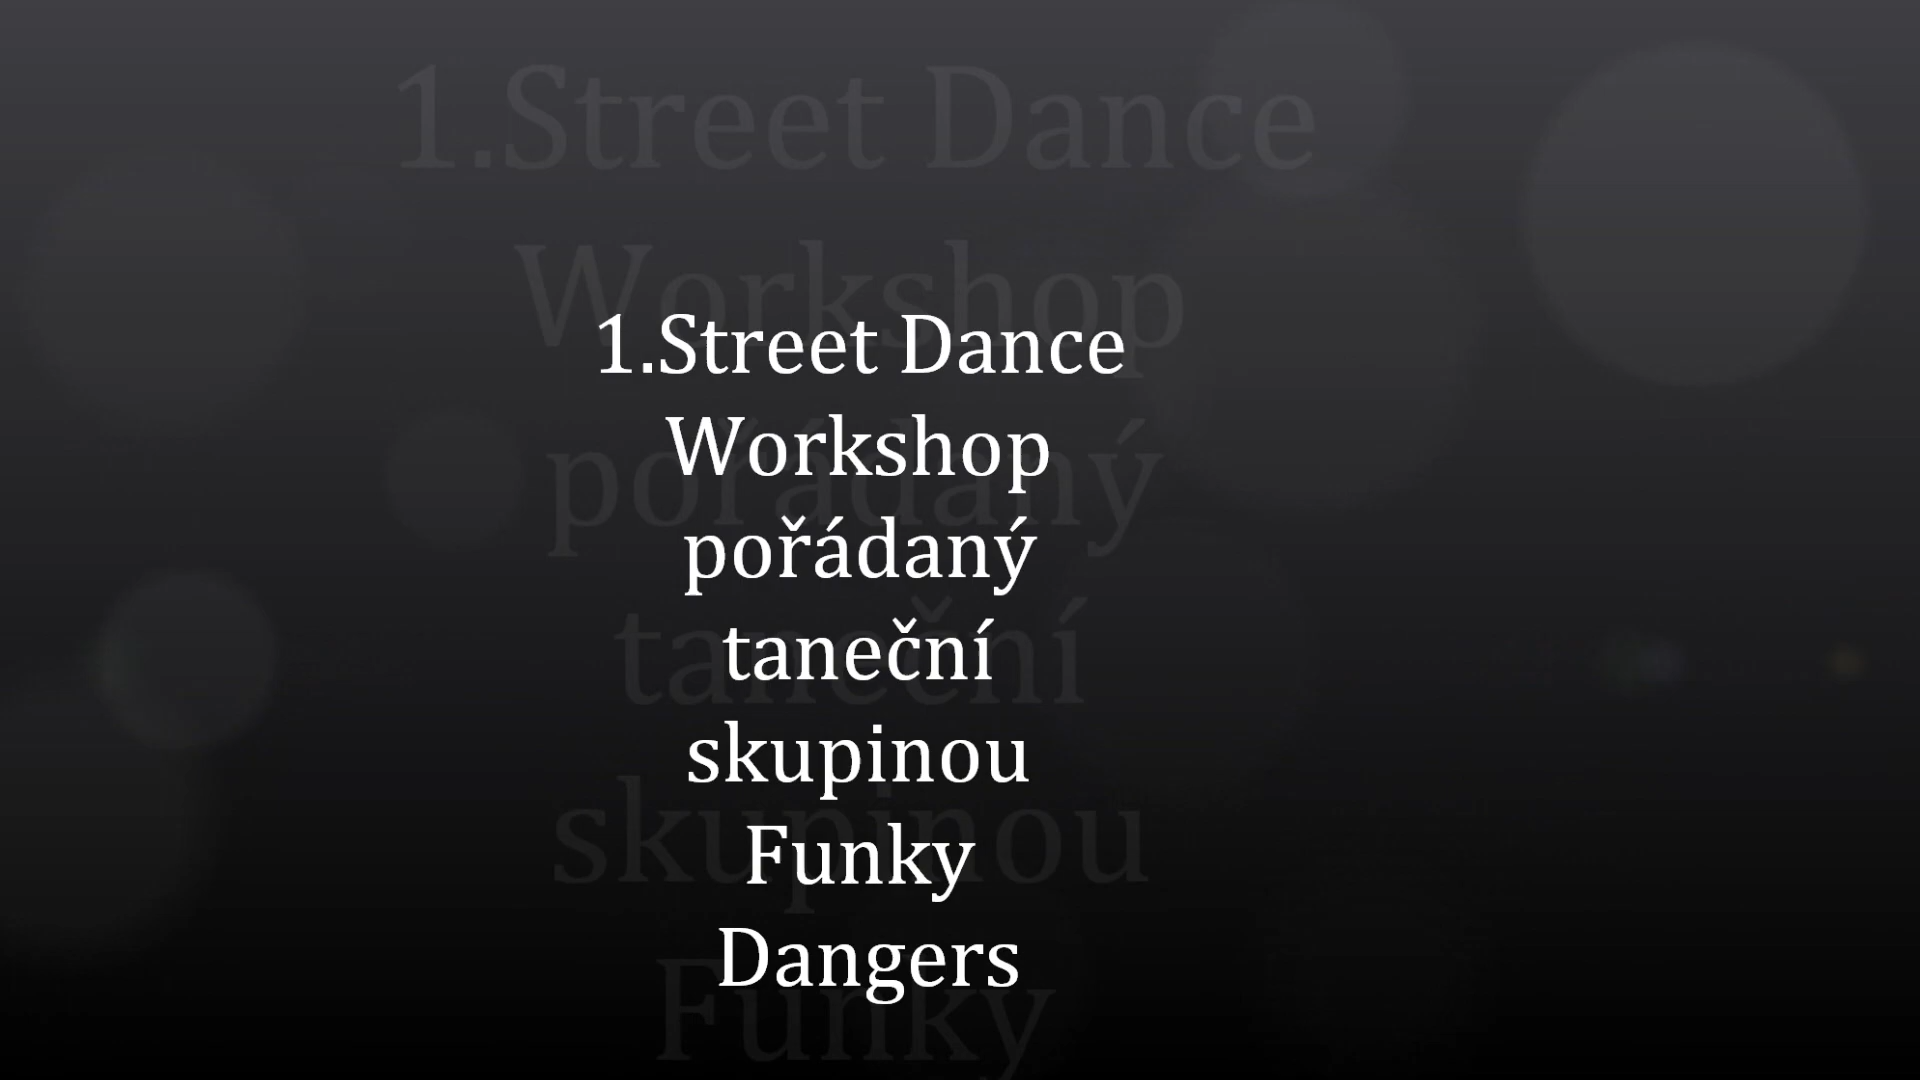 1.Street Dance
Workshop
pořádaný
taneční
skupinou
Funky
Dangers